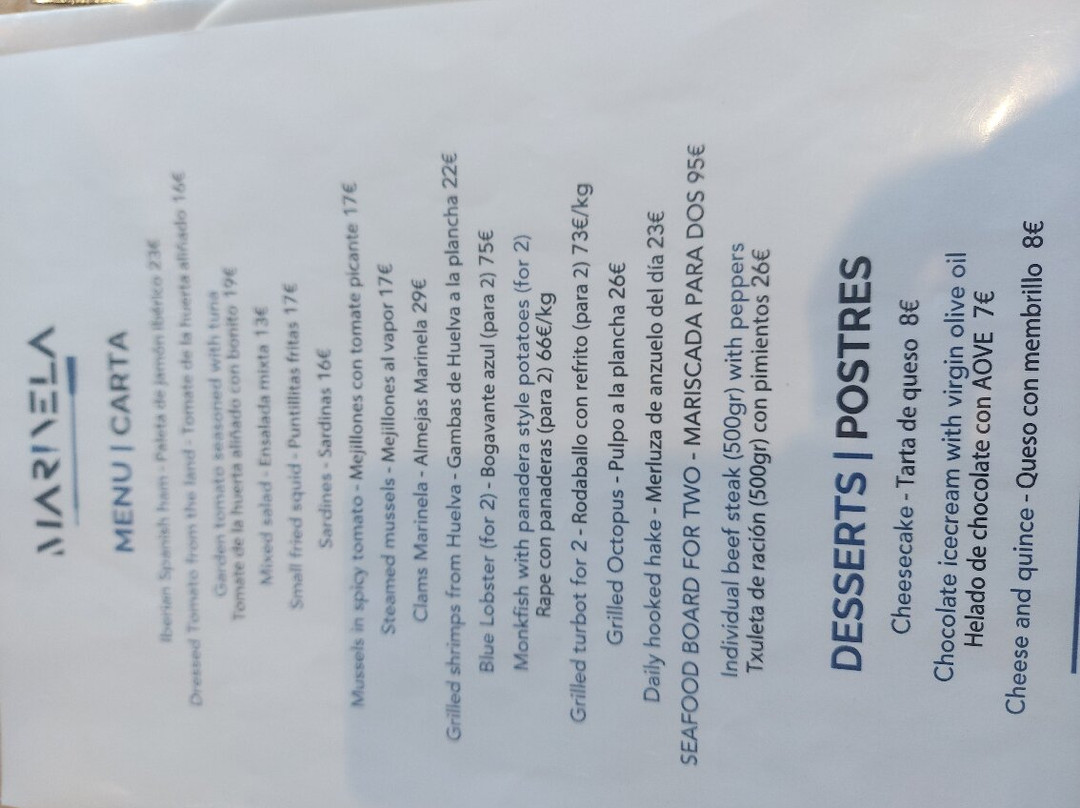 MARINELA
MENU | CARTA
Iberian Spanish ham - Paleta de jamón ibérico 23€
Dressed Tomato from the land - Tomate de la huerta aliñado 16€
Garden tomato seasoned with tuna
Tomate de la huerta aliñado con bonito 19€
Mixed salad - Ensalada mixta 13€
Small fried squid - Puntillitas fritas 17€
Sardines - Sardinas 16€
Mussels in spicy tomato - Mejillones con tomate picante 17€
Steamed mussels - Mejillones al vapor 17€
Clams Marinela - Almejas Marinela 29€
Grilled shrimps from Huelva - Gambas de Huelva a la plancha 22€
Blue Lobster (for 2) - Bogavante azul (para 2) 75€
Monkfish with panadera style potatoes (for 2)
Rape con panaderas (para 2) 66€/kg
Grilled turbot for 2 - Rodaballo con refrito (para 2) 73€/kg
Grilled Octopus - Pulpo a la plancha 26€
Daily hooked hake - Merluza de anzuelo del día 23€
SEAFOOD BOARD FOR TWO - MARISCADA PARA DOS 95€
Individual beef steak (500gr) with peppers
Txuleta de ración (500gr) con pimientos 26€
DESSERTS | POSTRES
Cheesecake - Tarta de queso 8€
Chocolate icecream with virgin olive oil
Helado de chocolate con AOVE 7€
Cheese and quince - Queso con membrillo 8€